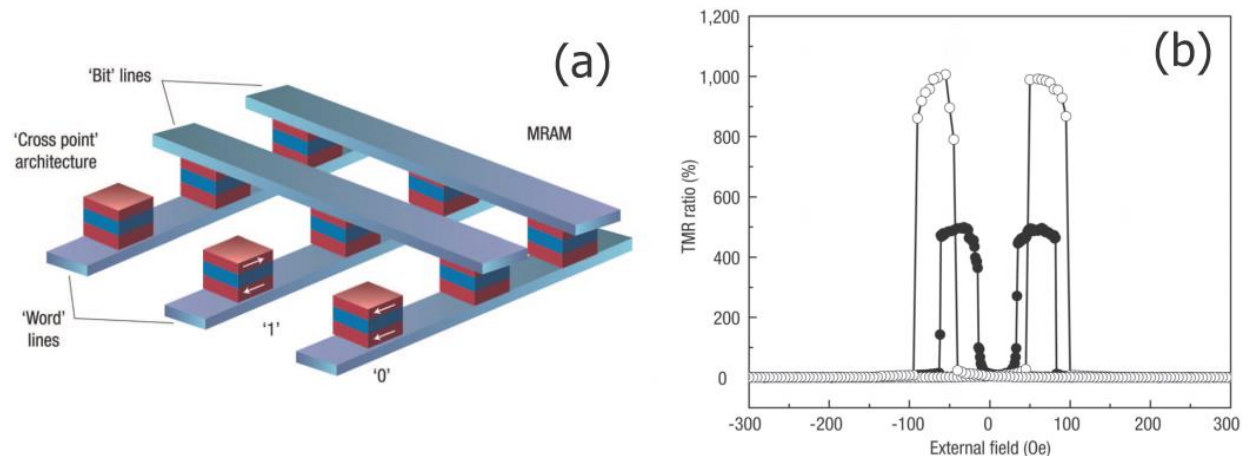 (a)
'Bit' lines
'Cross point'
architecture
MRAM
'Word'
lines
'1'
'0'
(b)
1,200
1,000
800
600
400
200
0
TMR ratio (%)
-300
-200
-100
0
100
200
300
External field (Oe)